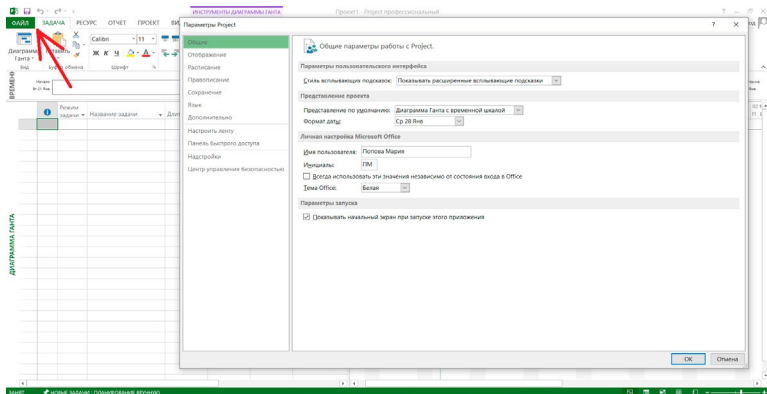 ИНСТРУМЕНТЫ ДИАГРАММЫ ГАНТА
Проект1 - Project профессиональный
ФАЙЛ ЗАДАЧА РЕСУРС ОТЧЕТ ПРОЕКТ ВИ
Параметры Project
Диаграмма Ганта
Calibri 11
Ж К Ч
Вид
Шрифт
Режим задачи
Название задачи
ДИАГРАММА ГАНТА
Общие
Отображение
Расписание
Правописание
Сохранение
Язык
Дополнительно
Настроить ленту
Панель быстрого доступа
Надстройки
Центр управления безопасностью
Общие параметры работы с Project.
Параметры пользовательского интерфейса
Стиль всплывающих подсказок: Показывать расширенные всплывающие подсказки
Представление проекта
Представление по умолчанию: Диаграмма Ганта с временной шкалой
Формат даты: Ср 28 Янв
Личная настройка Microsoft Office
Имя пользователя: Попова Мария
Инициалы: ПМ
Всегда использовать эти значения независимо от состояния входа в Office
Тема Office: Белая
Параметры запуска
Показывать начальный экран при запуске этого приложения
ОК Отмена
НОВЫЕ ЗАДАЧИ : ПЛАНИРОВАНИЕ ВРУЧНУЮ